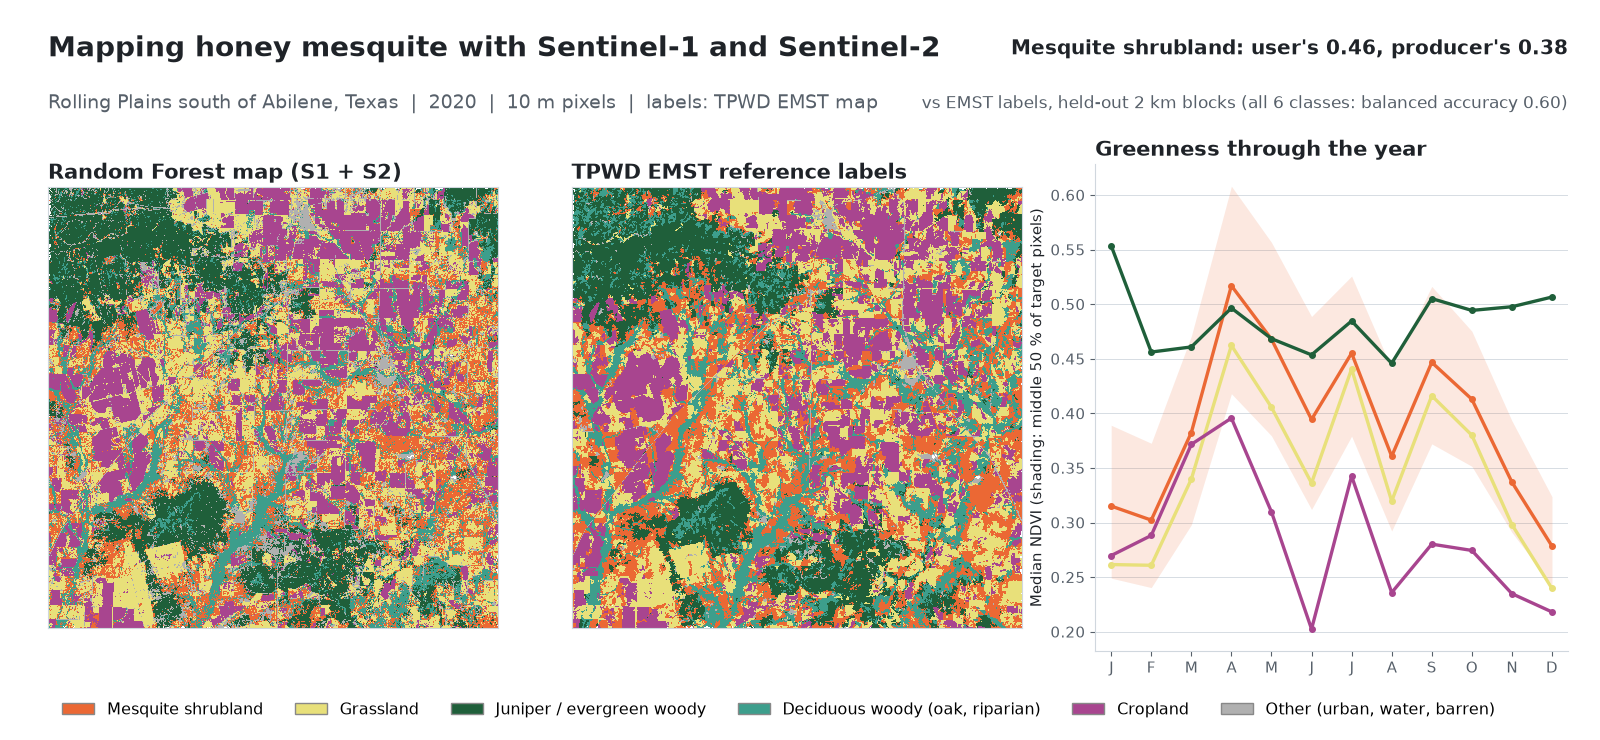 Mapping honey mesquite with Sentinel-1 and Sentinel-2
Mesquite shrubland: user's 0.46, producer's 0.38
Rolling Plains south of Abilene, Texas | 2020 | 10 m pixels | labels: TPWD EMST map
vs EMST labels, held-out 2 km blocks (all 6 classes: balanced accuracy 0.60)
Random Forest map (S1 + S2)
TPWD EMST reference labels
Greenness through the year
Median NDVI (shading: middle 50 % of target pixels)
0.60
0.55
0.50
0.45
0.40
0.35
0.30
0.25
0.20
J F M A M J J A S O N D
Mesquite shrubland
Grassland
Juniper / evergreen woody
Deciduous woody (oak, riparian)
Cropland
Other (urban, water, barren)